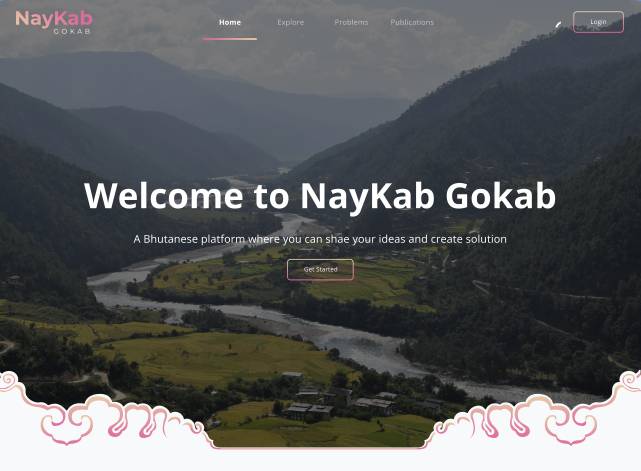 NayKab
GOKAB
Home
Explore
Problems
Publications
Login
Welcome to NayKab Gokab
A Bhutanese platform where you can shae your ideas and create solution
Get Started